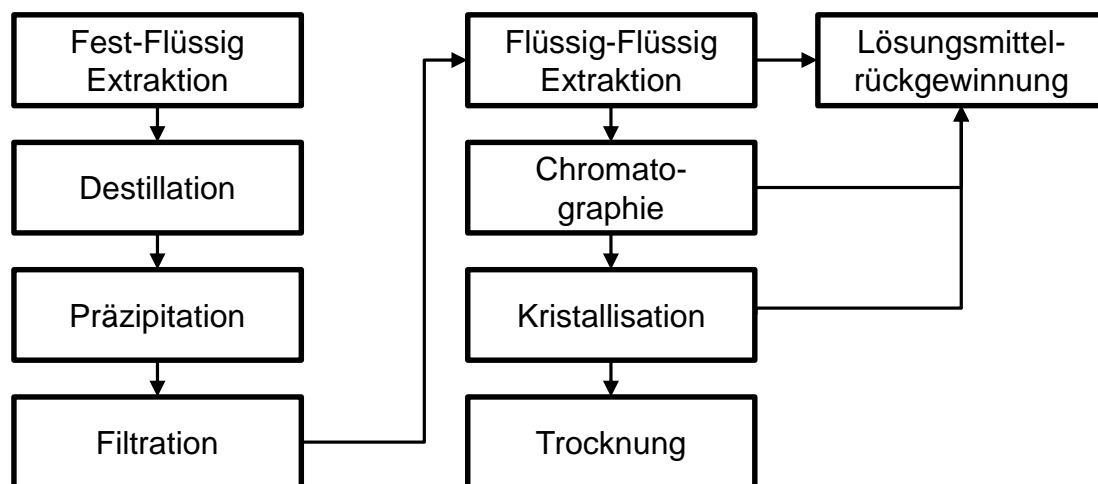 Fest-Flüssig
Extraktion
Destillation
Präzipitation
Filtration
Flüssig-Flüssig
Extraktion
Chromato-
graphie
Kristallisation
Trocknung
Lösungsmittel-
rückgewinnung